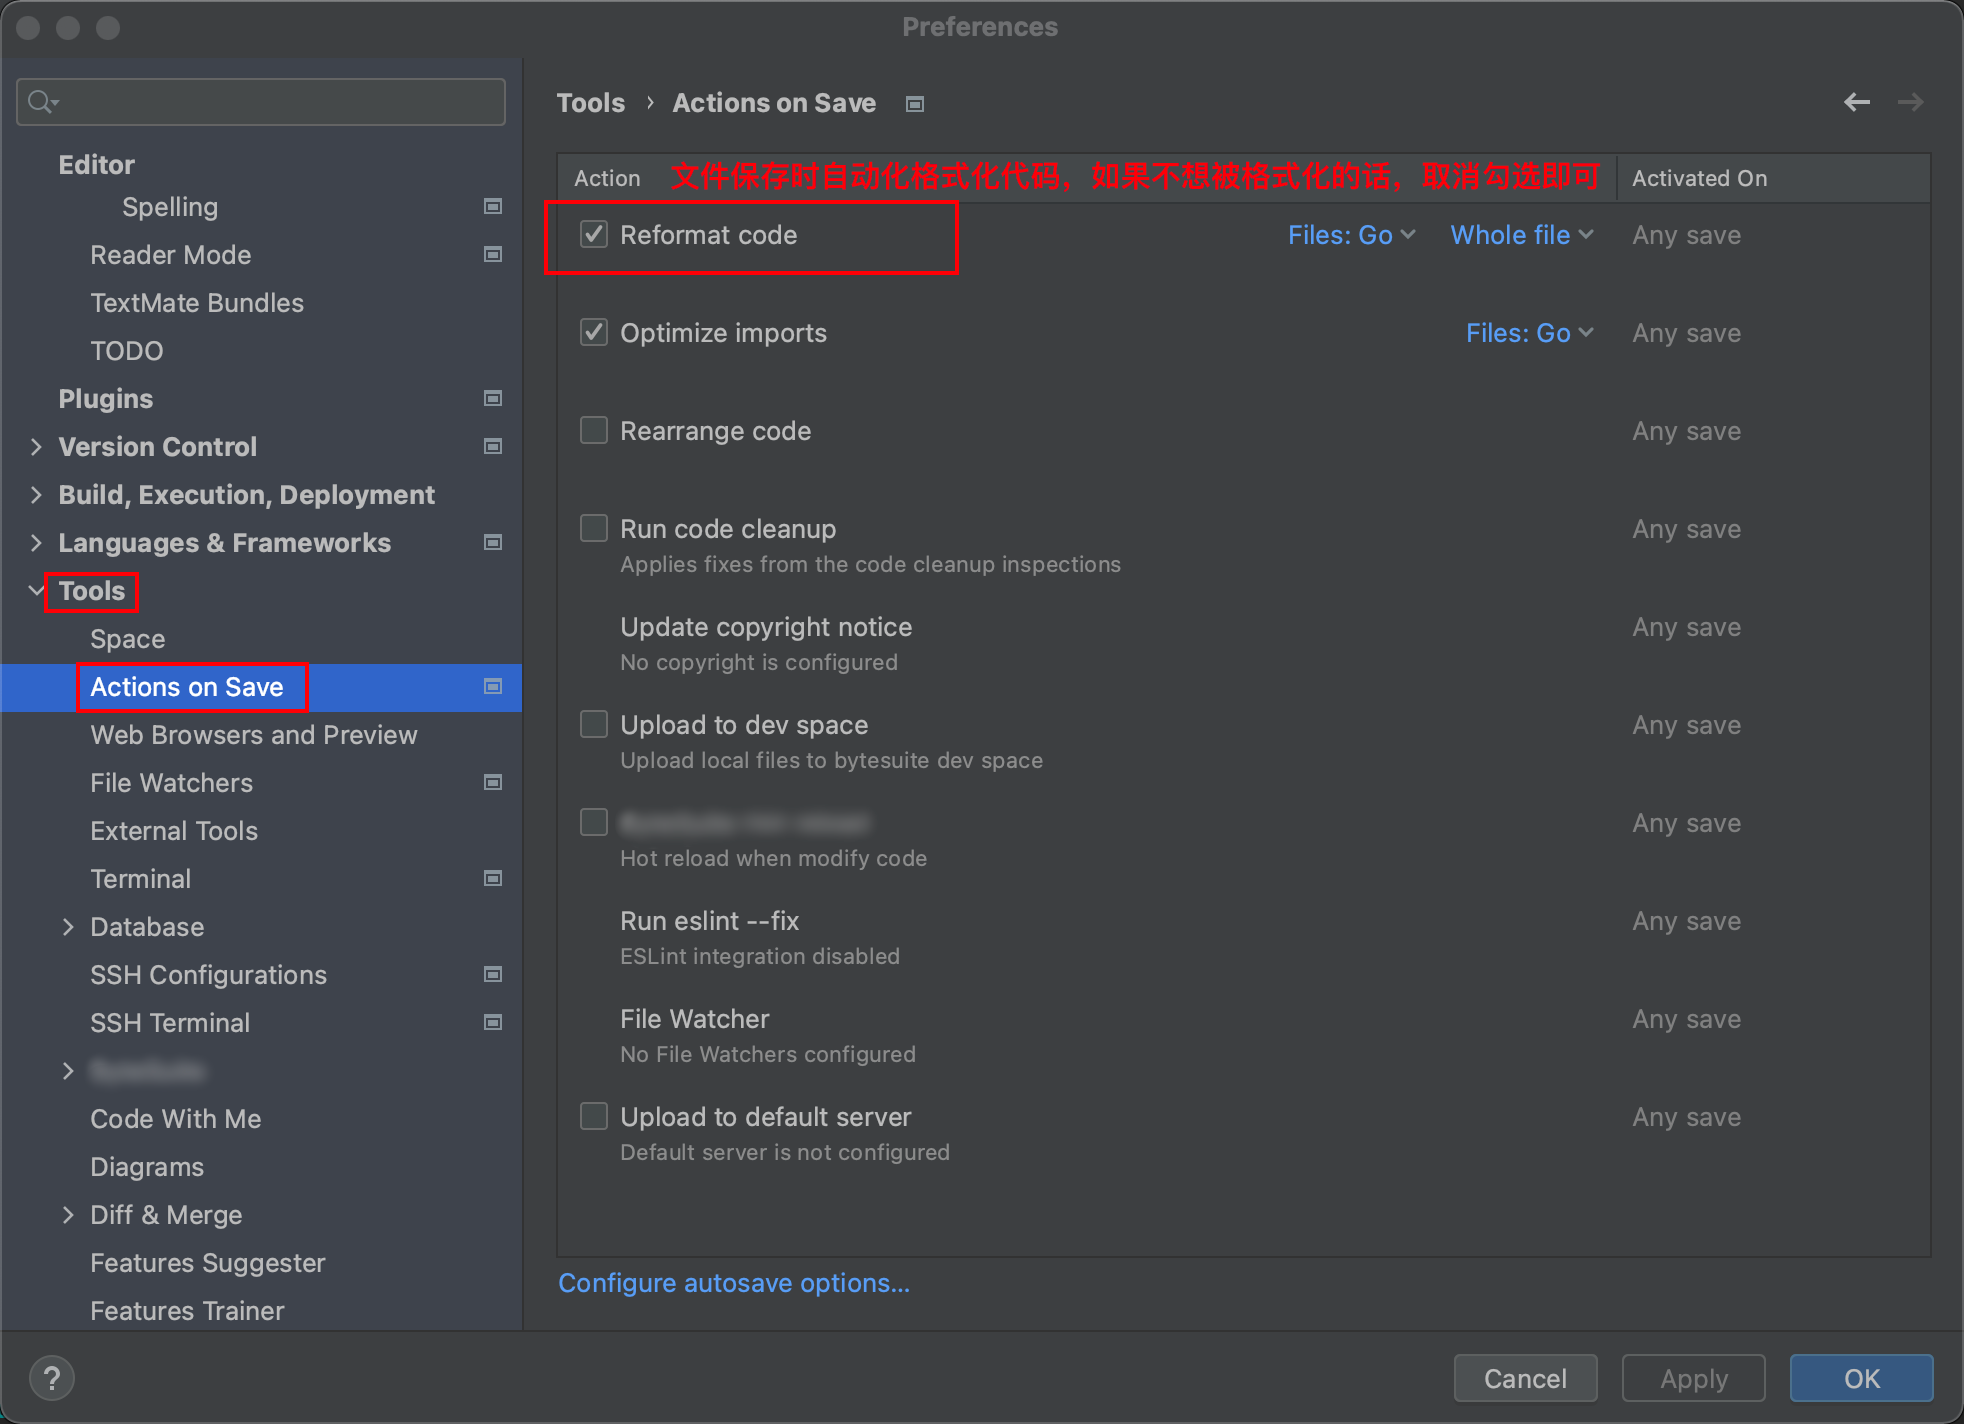 Preferences
Editor
Spelling
Reader Mode
TextMate Bundles
TODO
Plugins
Version Control
Build, Execution, Deployment
Languages & Frameworks
Tools
Space
Actions on Save
Web Browsers and Preview
File Watchers
External Tools
Terminal
Database
SSH Configurations
SSH Terminal
Code With Me
Diagrams
Diff & Merge
Features Suggester
Features Trainer
Tools › Actions on Save
Action 文件保存时自动化格式化代码，如果不想被格式化的话，取消勾选即可 Activated On
Reformat code Files: Go Whole file Any save
Optimize imports Files: Go Any save
Rearrange code Any save
Run code cleanup Any save
Applies fixes from the code cleanup inspections
Update copyright notice Any save
No copyright is configured
Upload to dev space Any save
Upload local files to bytesuite dev space
Any save
Hot reload when modify code
Run eslint --fix Any save
ESLint integration disabled
File Watcher Any save
No File Watchers configured
Upload to default server Any save
Default server is not configured
Configure autosave options...
? Cancel Apply OK